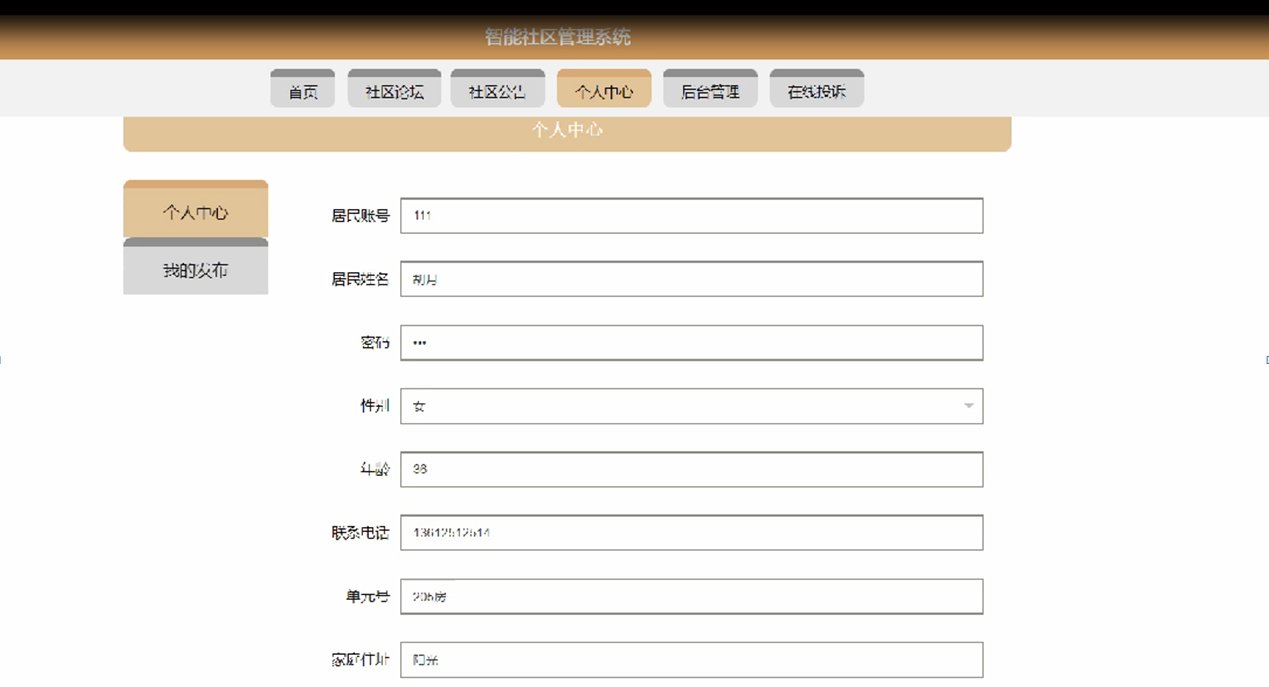 智能社区管理系统
首页 社区论坛 社区公告 个人中心 后台管理 在线投诉
个人中心
个人中心
我的发布
居民账号 111
居民姓名 胡月
密码 •••
性别 女
年龄 36
联系电话 13612512514
单元号 205房
家庭住址 阳光